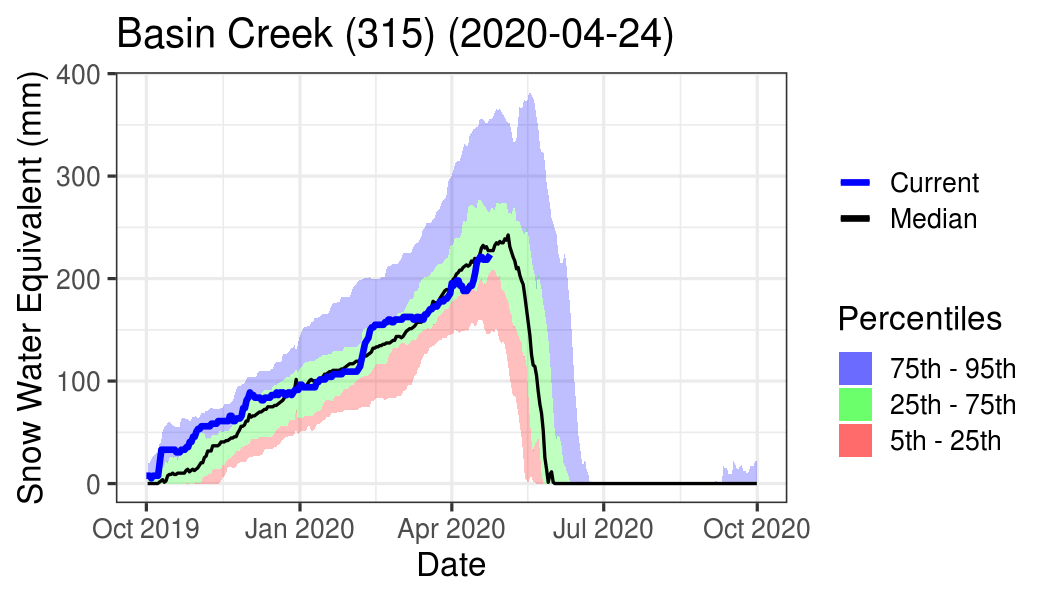 Basin Creek (315) (2020-04-24)
Snow Water Equivalent (mm)
400
300
200
100
0
Oct 2019
Jan 2020
Apr 2020
Jul 2020
Oct 2020
Date
Current
Median
Percentiles
75th - 95th
25th - 75th
5th - 25th